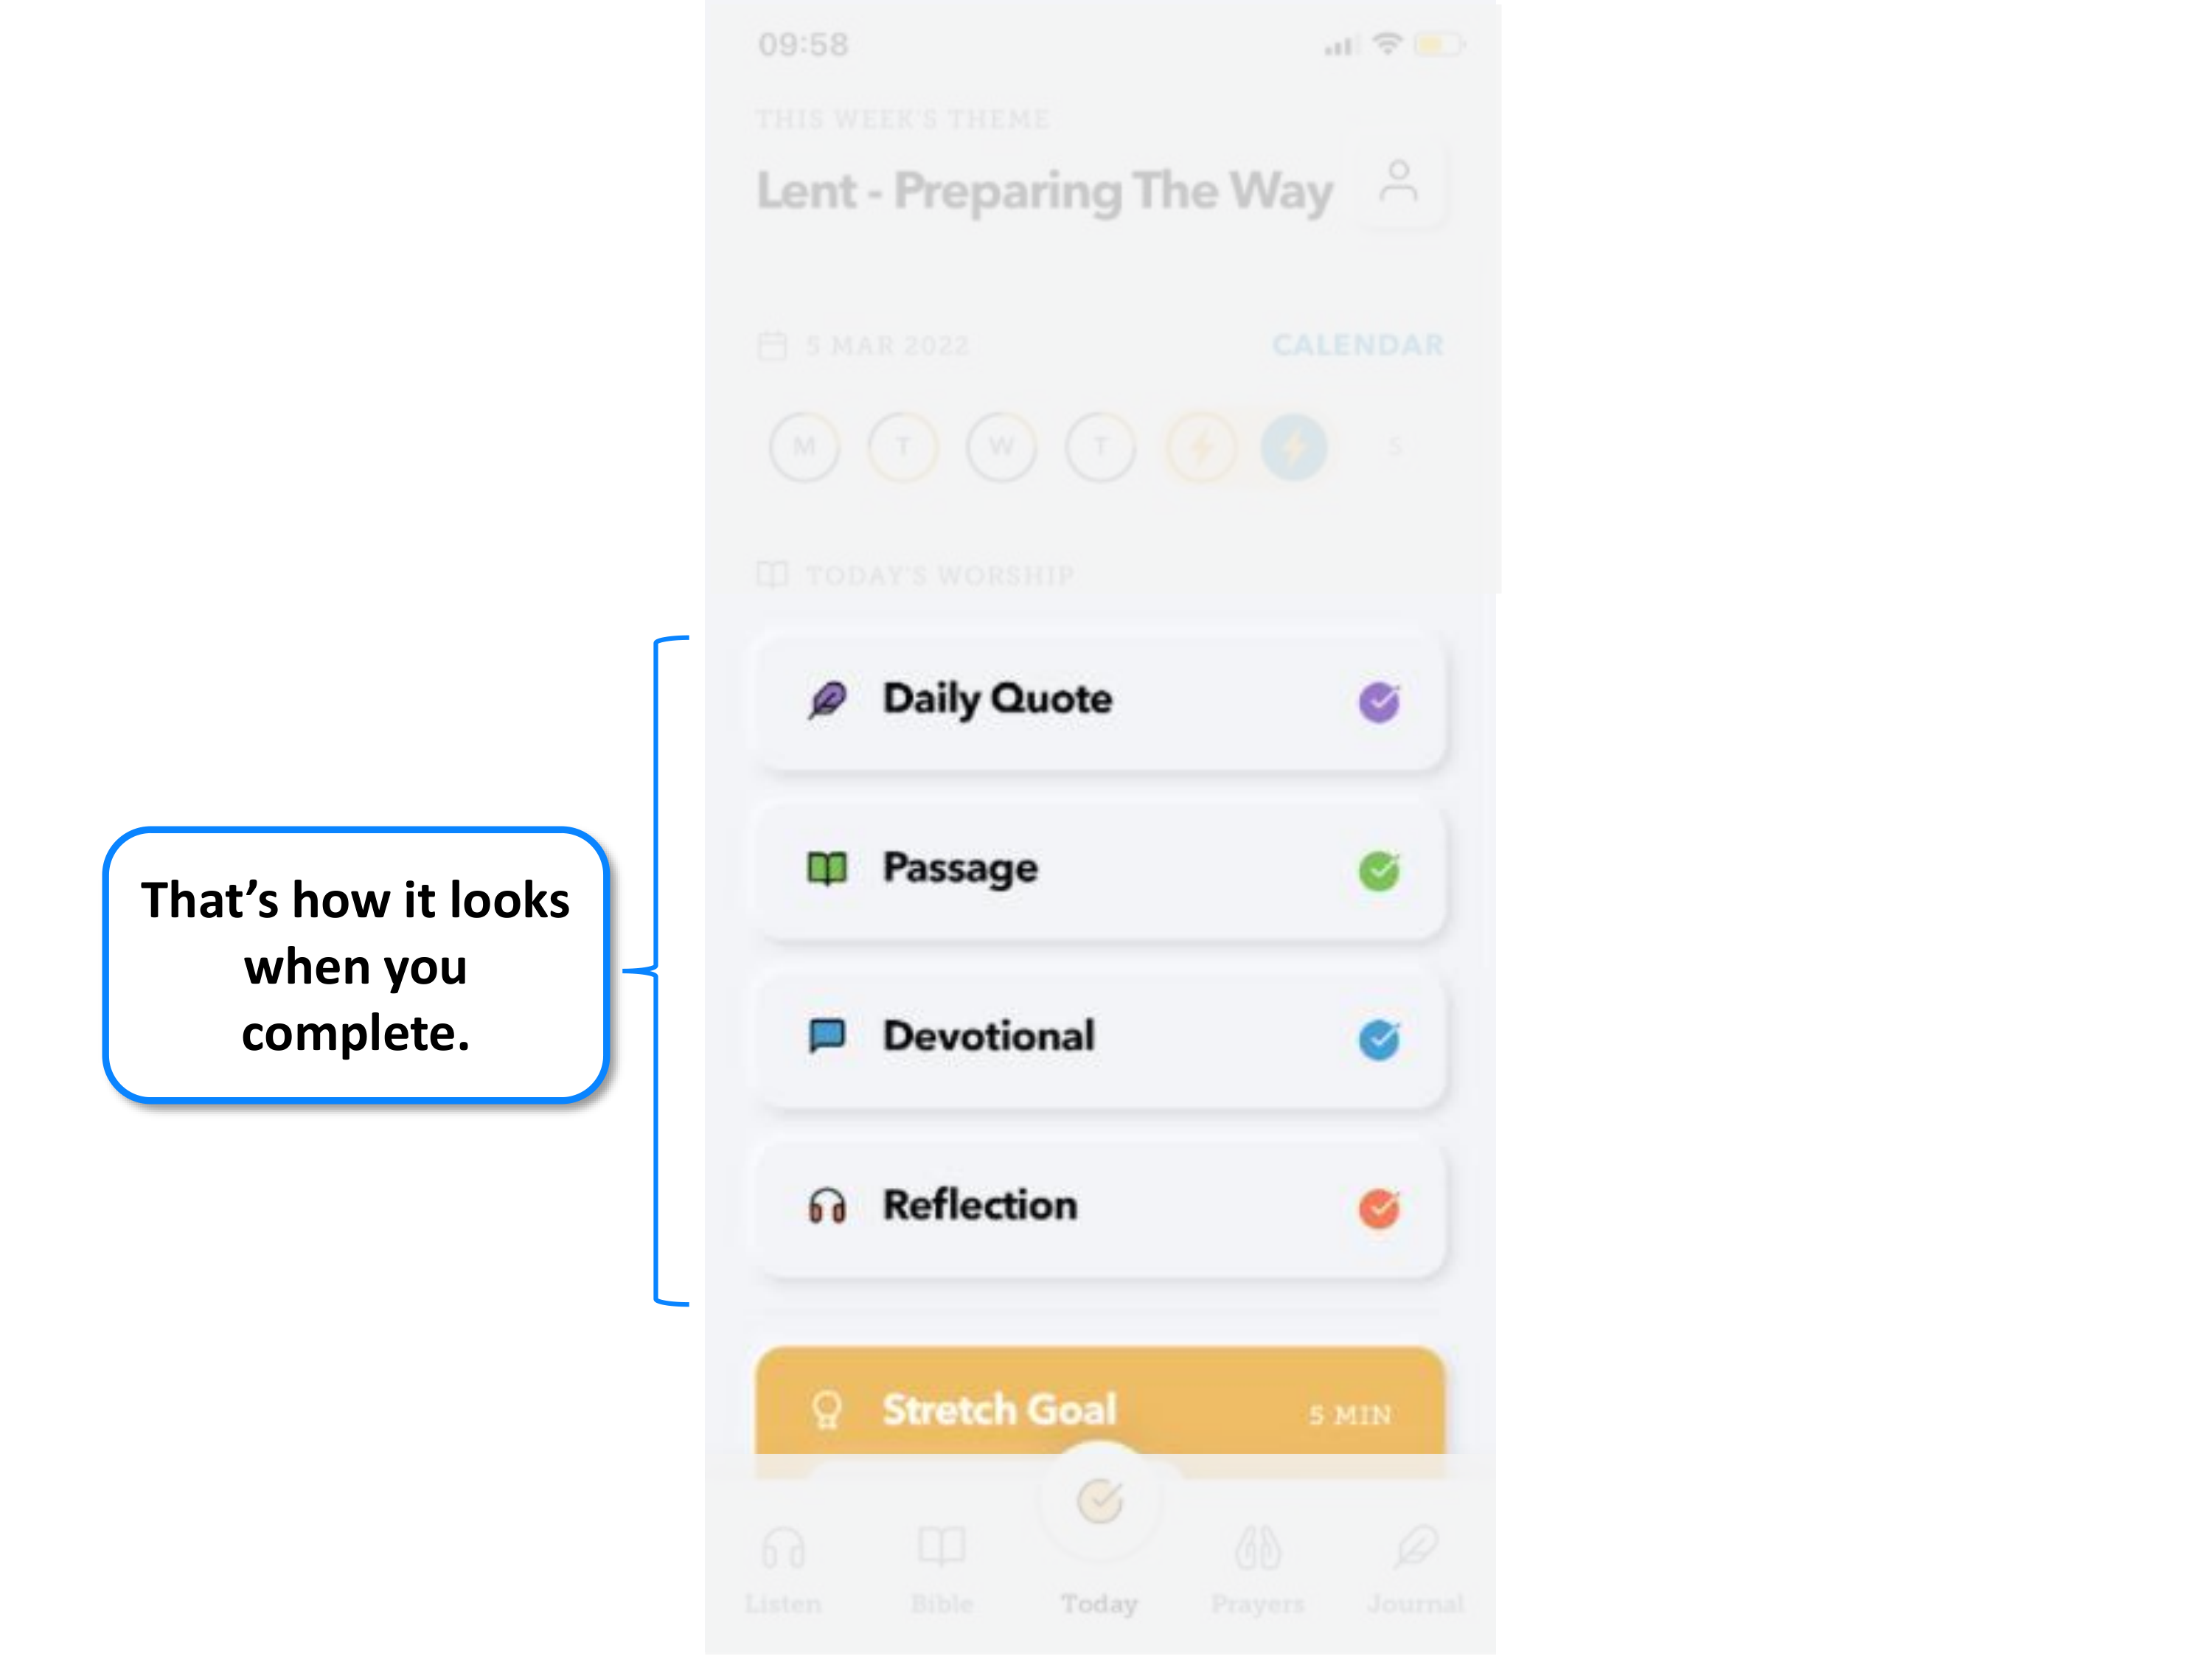 09:58
THIS WEEK'S THEME
Lent - Preparing The Way
5 MAR 2022 CALENDAR
M T W T S
TODAY'S WORSHIP
Daily Quote
Passage
That's how it looks
when you
complete.
Devotional
Reflection
Stretch Goal 5 MIN
Listen Bible Today Prayers Journal